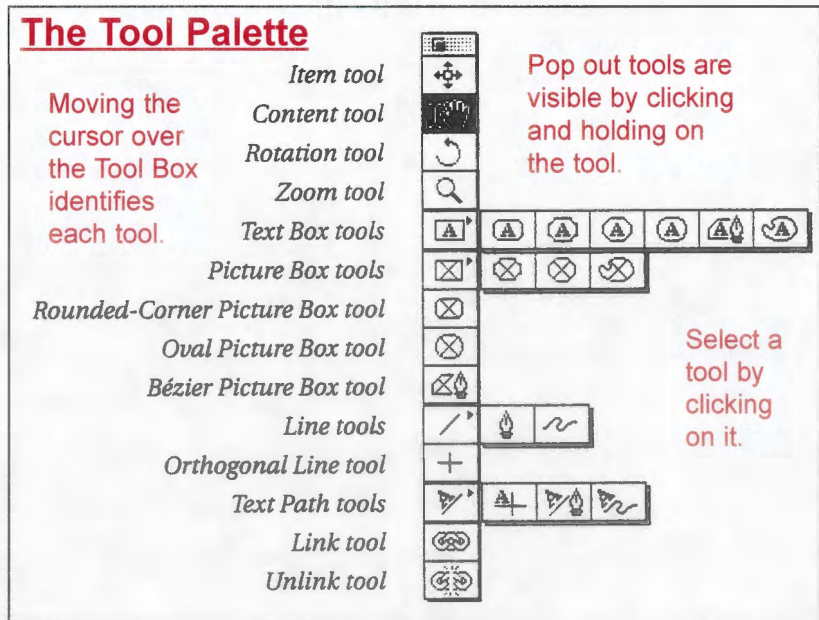 The Tool Palette
Moving the
cursor over
the Tool Box
identifies
each tool.
Item tool
Content tool
Rotation tool
Zoom tool
Text Box tools
Picture Box tools
Rounded-Corner Picture Box tool
Oval Picture Box tool
Bézier Picture Box tool
Line tools
Orthogonal Line tool
Text Path tools
Link tool
Unlink tool
Pop out tools are
visible by clicking
and holding on
the tool.
A A A A A A A
Select a
tool by
clicking
on it.